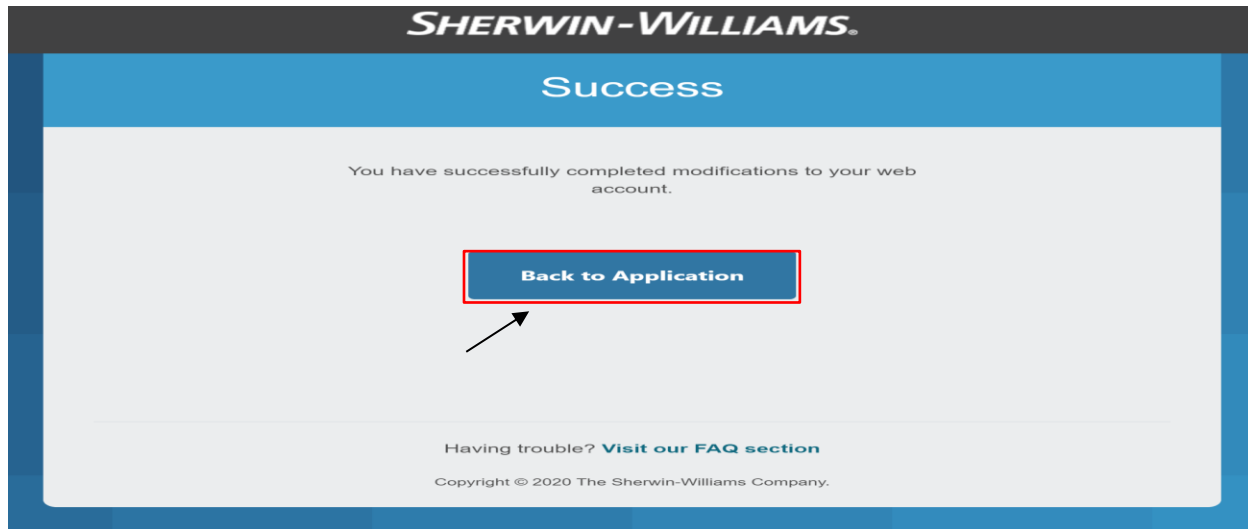 SHERWIN-WILLIAMS®
Success
You have successfully completed modifications to your web
account.
Back to Application
Having trouble? Visit our FAQ section
Copyright © 2020 The Sherwin-Williams Company.